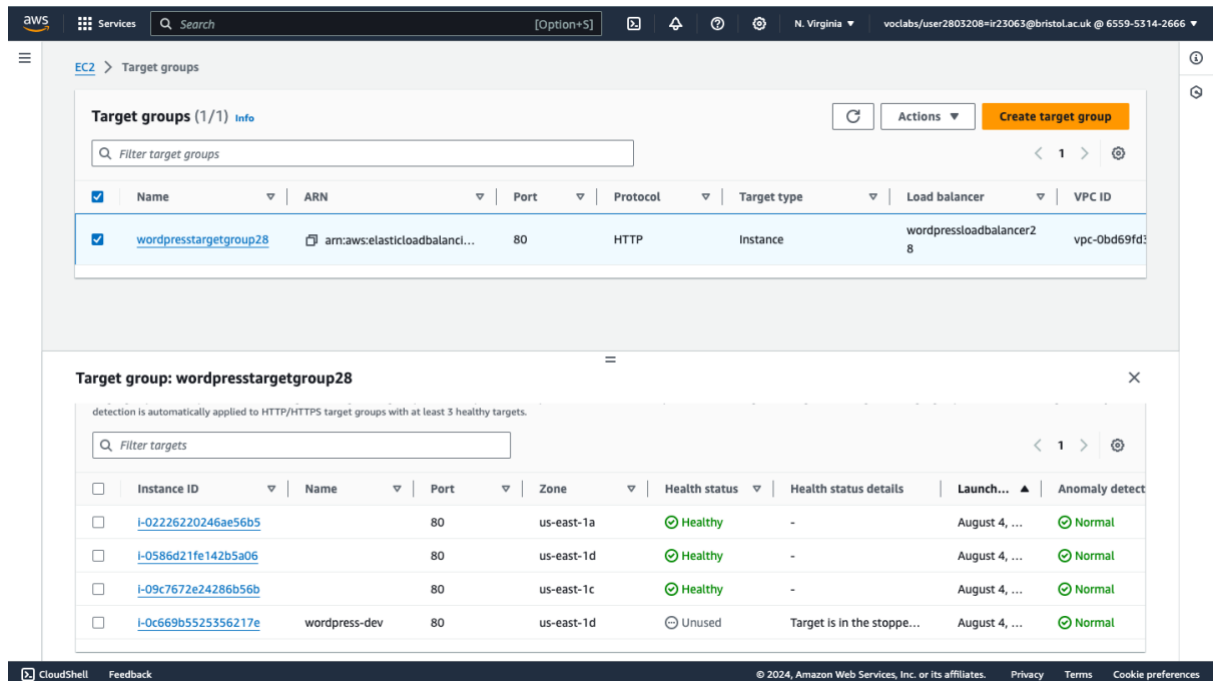 aws Services Search [Option+S] N. Virginia voclabs/user2803208=ir23063@bristol.ac.uk @ 6559-5314-2666
EC2 > Target groups
Target groups (1/1) Info Actions Create target group
Filter target groups 1
Name ARN Port Protocol Target type Load balancer VPC ID
wordpresstargetgroup28 arn:aws:elasticloadbalanci... 80 HTTP Instance wordpressloadbalancer2
8 vpc-0bd69fd3
Target group: wordpresstargetgroup28
detection is automatically applied to HTTP/HTTPS target groups with at least 3 healthy targets.
Filter targets 1
Instance ID Name Port Zone Health status Health status details Launch... Anomaly detect
i-02226220246ae56b5 80 us-east-1a Healthy - August 4, ... Normal
i-0586d21fe142b5a06 80 us-east-1d Healthy - August 4, ... Normal
i-09c7672e24286b56b 80 us-east-1c Healthy - August 4, ... Normal
i-0c669b5525356217e wordpress-dev 80 us-east-1d Unused Target is in the stoppe... August 4, ... Normal
CloudShell Feedback © 2024, Amazon Web Services, Inc. or its affiliates. Privacy Terms Cookie preferences